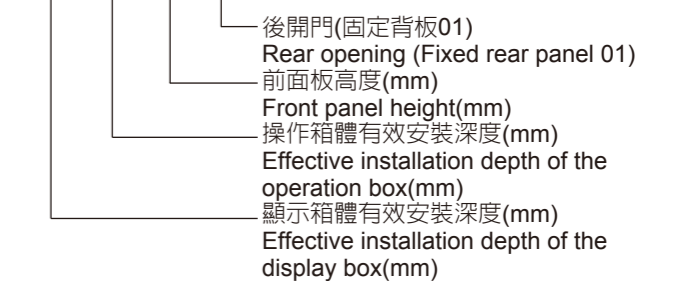 後開門(固定背板01)
Rear opening (Fixed rear panel 01)
前面板高度(mm)
Front panel height(mm)
操作箱體有效安裝深度(mm)
Effective installation depth of the
operation box(mm)
顯示箱體有效安裝深度(mm)
Effective installation depth of the
display box(mm)